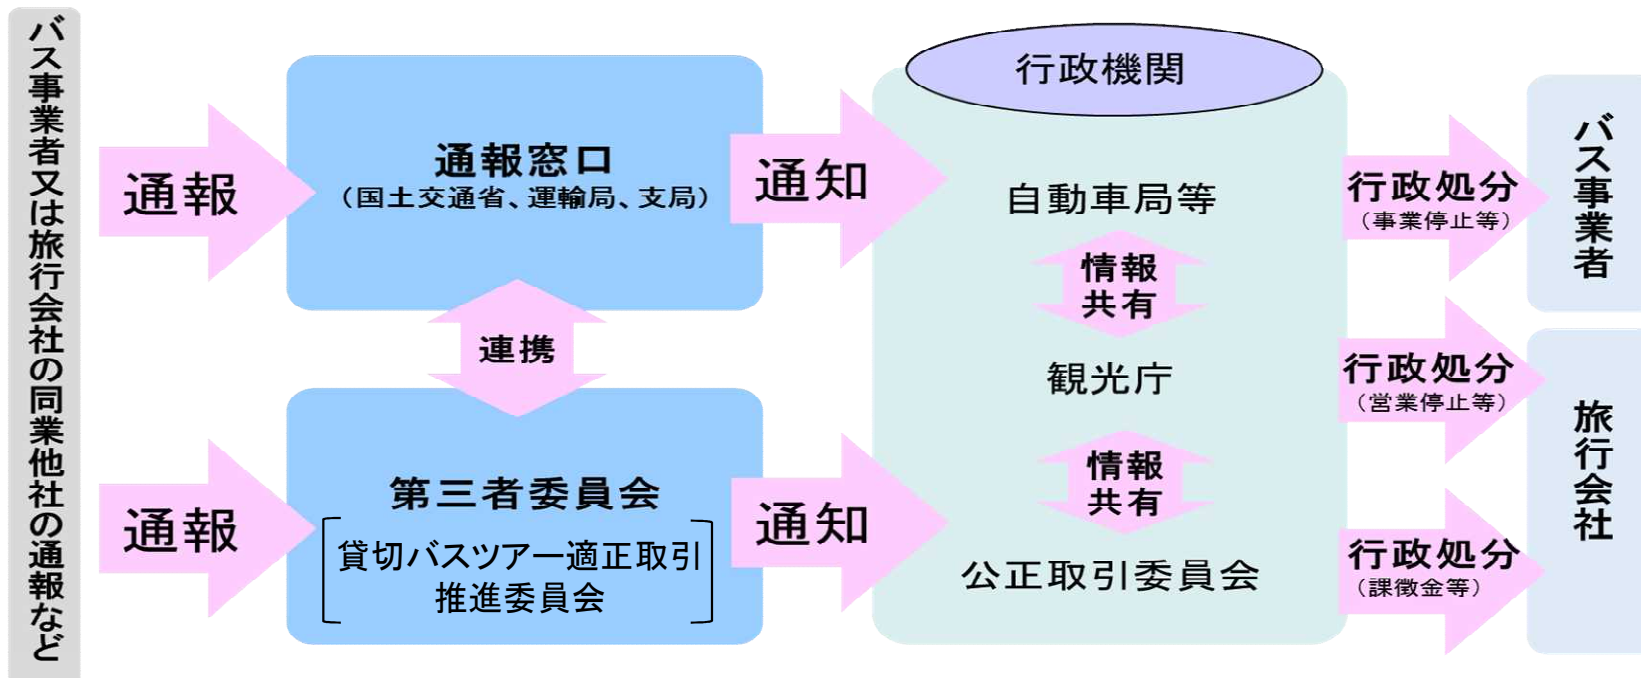 バス事業者又は旅行会社の同業他社の通報など
通報
通報窓口
（国土交通省、運輸局、支局）
通知
連携
通報
第三者委員会
貸切バスツアー適正取引
推進委員会
通知
行政機関
自動車局等
情報
共有
観光庁
情報
共有
公正取引委員会
行政処分
（事業停止等）
バス事業者
行政処分
（営業停止等）
行政処分
（課徴金等）
旅行会社